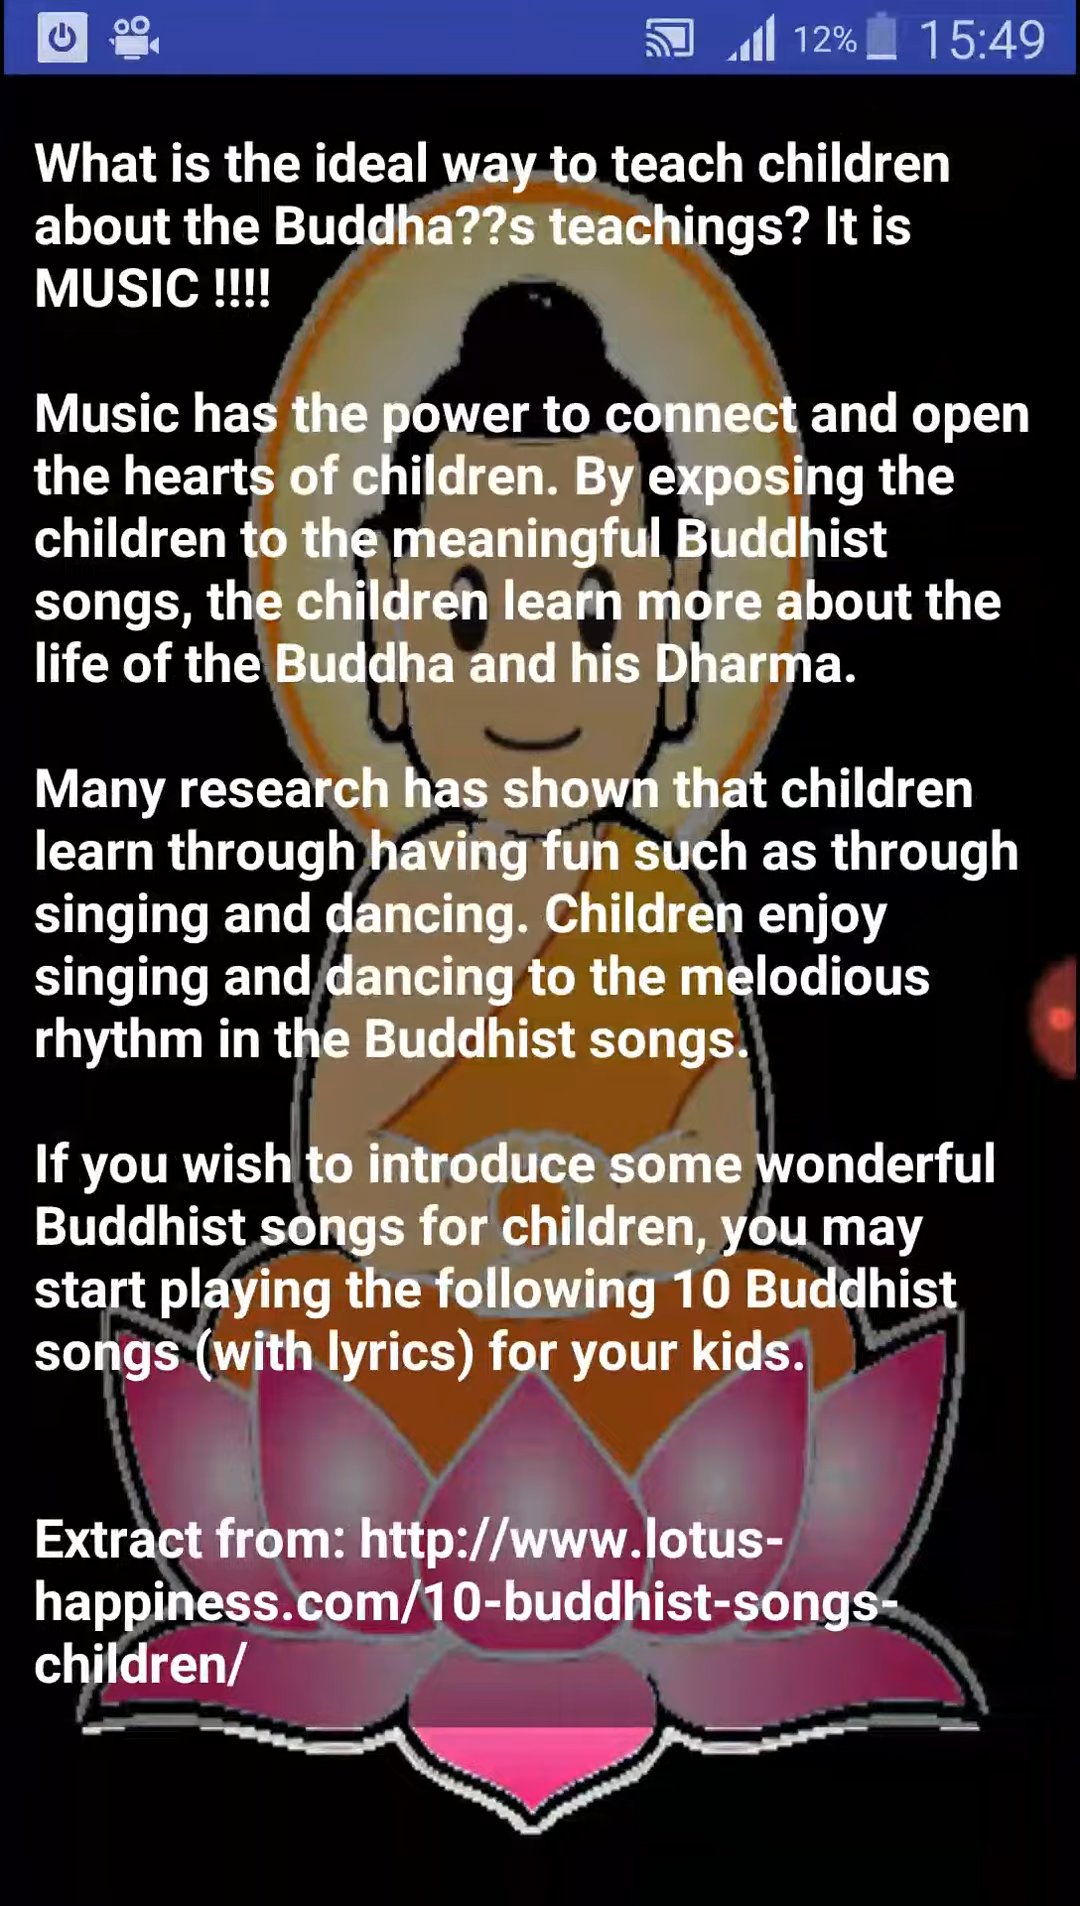 12% 15:49
What is the ideal way to teach children
about the Buddha??s teachings? It is
MUSIC !!!!
Music has the power to connect and open
the hearts of children. By exposing the
children to the meaningful Buddhist
songs, the children learn more about the
life of the Buddha and his Dharma.
Many research has shown that children
learn through having fun such as through
singing and dancing. Children enjoy
singing and dancing to the melodious
rhythm in the Buddhist songs.
If you wish to introduce some wonderful
Buddhist songs for children, you may
start playing the following 10 Buddhist
songs (with lyrics) for your kids.
Extract from: http://www.lotus-
happiness.com/10-buddhist-songs-
children/